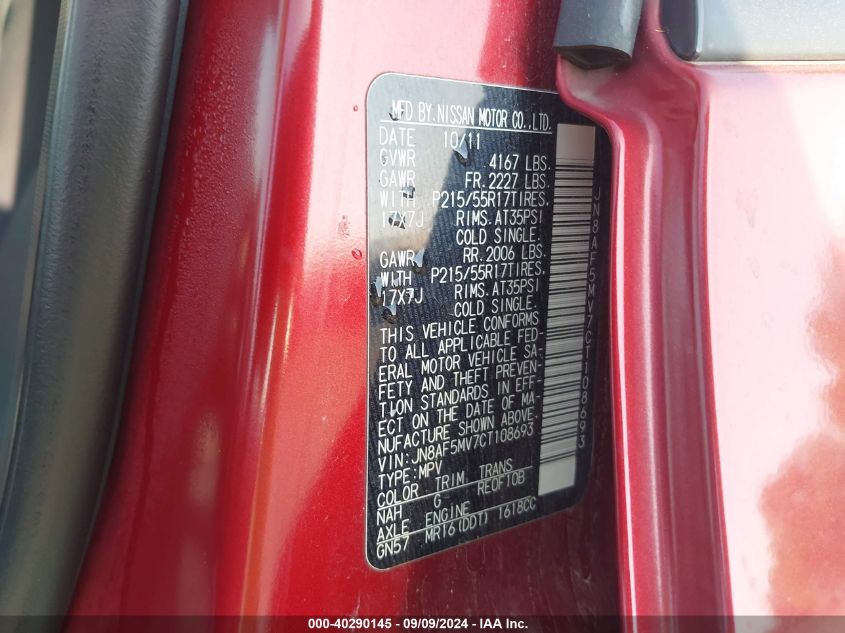 MFD BY. NISSAN MOTOR CO., LTD.
DATE 10/11
GVWR 4167 LBS.
GAWR FR. 2227 LBS.
WITH P215/55R17TIRES.
17X7J RIMS. AT35PSI
COLD SINGLE.
GAWR RR. 2006 LBS.
WITH P215/55R17TIRES.
17X7J RIMS. AT35PSI
COLD SINGLE.
THIS VEHICLE CONFORMS
TO ALL APPLICABLE FED-
ERAL MOTOR VEHICLE SA-
FETY AND THEFT PREVEN-
TION STANDARDS IN EFF-
ECT ON THE DATE OF MA-
NUFACTURE SHOWN ABOVE.
VIN: JN8AF5MV7CT108693
TYPE: MPV
COLOR TRIM TRANS
NAH G RE0F10B
AXLE ENGINE
GN57 MR16(DDT) 1618CC
JN8AF5MV7CT108693
000-40290145 - 09/09/2024 - IAA Inc.